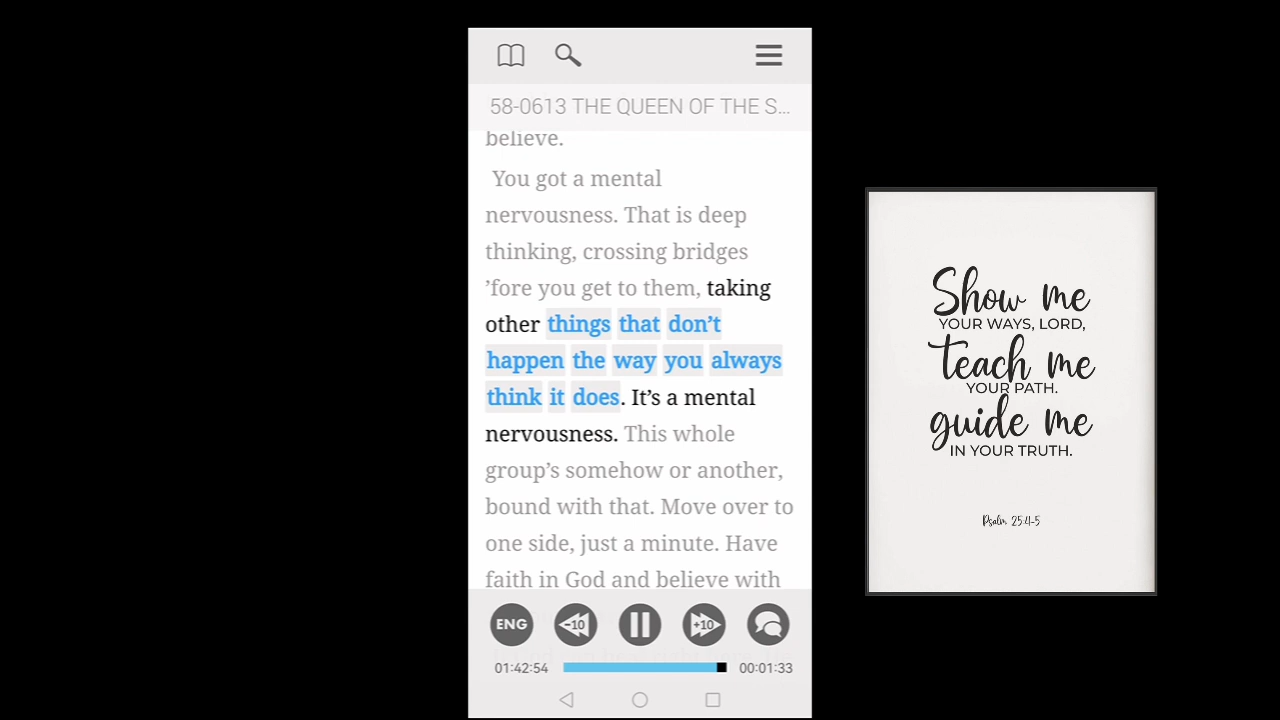 58-0613 THE QUEEN OF THE S...
believe.
You got a mental
nervousness. That is deep
thinking, crossing bridges
’fore you get to them, taking
other things that don’t
happen the way you always
think it does. It’s a mental
nervousness. This whole
group’s somehow or another,
bound with that. Move over to
one side, just a minute. Have
faith in God and believe with
ENG
-10
+10
01:42:54
00:01:33
Show me
YOUR WAYS, LORD,
teach me
YOUR PATH.
guide me
IN YOUR TRUTH.
Psalm 25:4-5